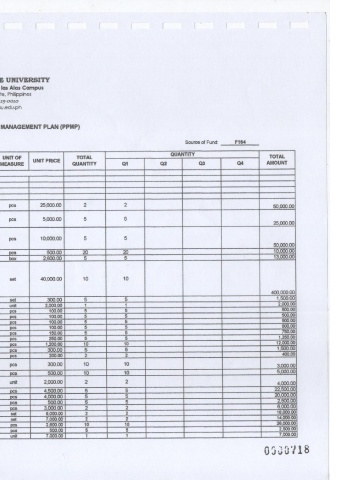 E UNIVERSITY
las Alas Campus
te, Philippines
u.edu.ph
MANAGEMENT PLAN (PPMP)
Source of Fund: F164
UNIT OF MEASURE UNIT PRICE TOTAL QUANTITY QUANTITY Q1 Q2 Q3 Q4 TOTAL AMOUNT
pcs 25,000.00 2 2 50,000.00
pcs 5,000.00 5 5 25,000.00
pcs 10,000.00 5 5 50,000.00
pcs 500.00 20 20 10,000.00
box 2,600.00 5 5 13,000.00
set 40,000.00 10 10 400,000.00
set 300.00 5 5 1,500.00
unit 2,000.00 1 1 2,000.00
pcs 100.00 5 5 500.00
pcs 100.00 5 5 500.00
pcs 100.00 5 5 500.00
pcs 100.00 5 5 500.00
pcs 150.00 5 5 750.00
pcs 250.00 5 5 1,250.00
pcs 1,200.00 10 10 12,000.00
pcs 300.00 5 5 1,500.00
pcs 200.00 2 2 400.00
pcs 300.00 10 10 3,000.00
pcs 500.00 10 10 5,000.00
unit 2,000.00 2 2 4,000.00
pcs 4,500.00 5 5 22,500.00
pcs 4,000.00 5 5 20,000.00
pcs 500.00 5 5 2,500.00
pcs 3,000.00 2 2 6,000.00
set 8,000.00 2 2 16,000.00
set 7,000.00 2 2 14,000.00
pcs 2,600.00 10 10 26,000.00
pcs 500.00 5 5 2,500.00
unit 7,000.00 1 1 7,000.00